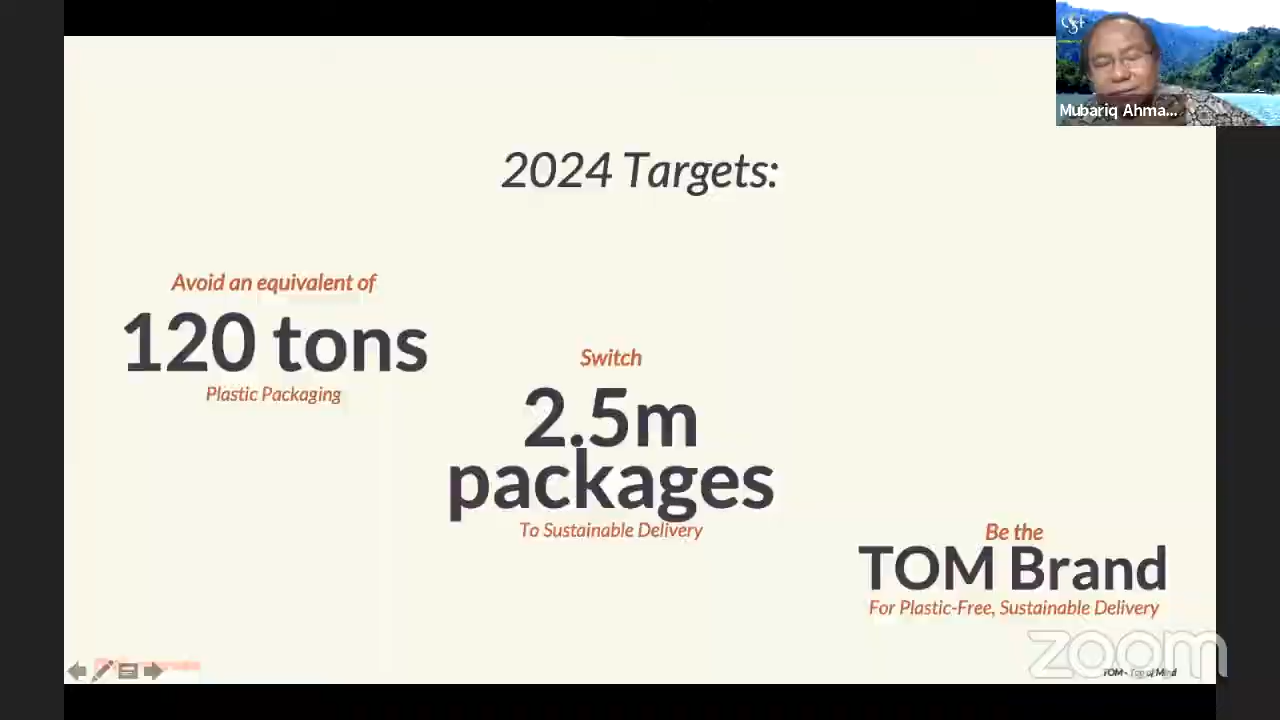 Mubariq Ahma...
2024 Targets:
Avoid an equivalent of
120 tons
Plastic Packaging
Switch
2.5m
packages
To Sustainable Delivery
Be the
TOM Brand
For Plastic-Free, Sustainable Delivery
zoom
TOM - Top of Mind